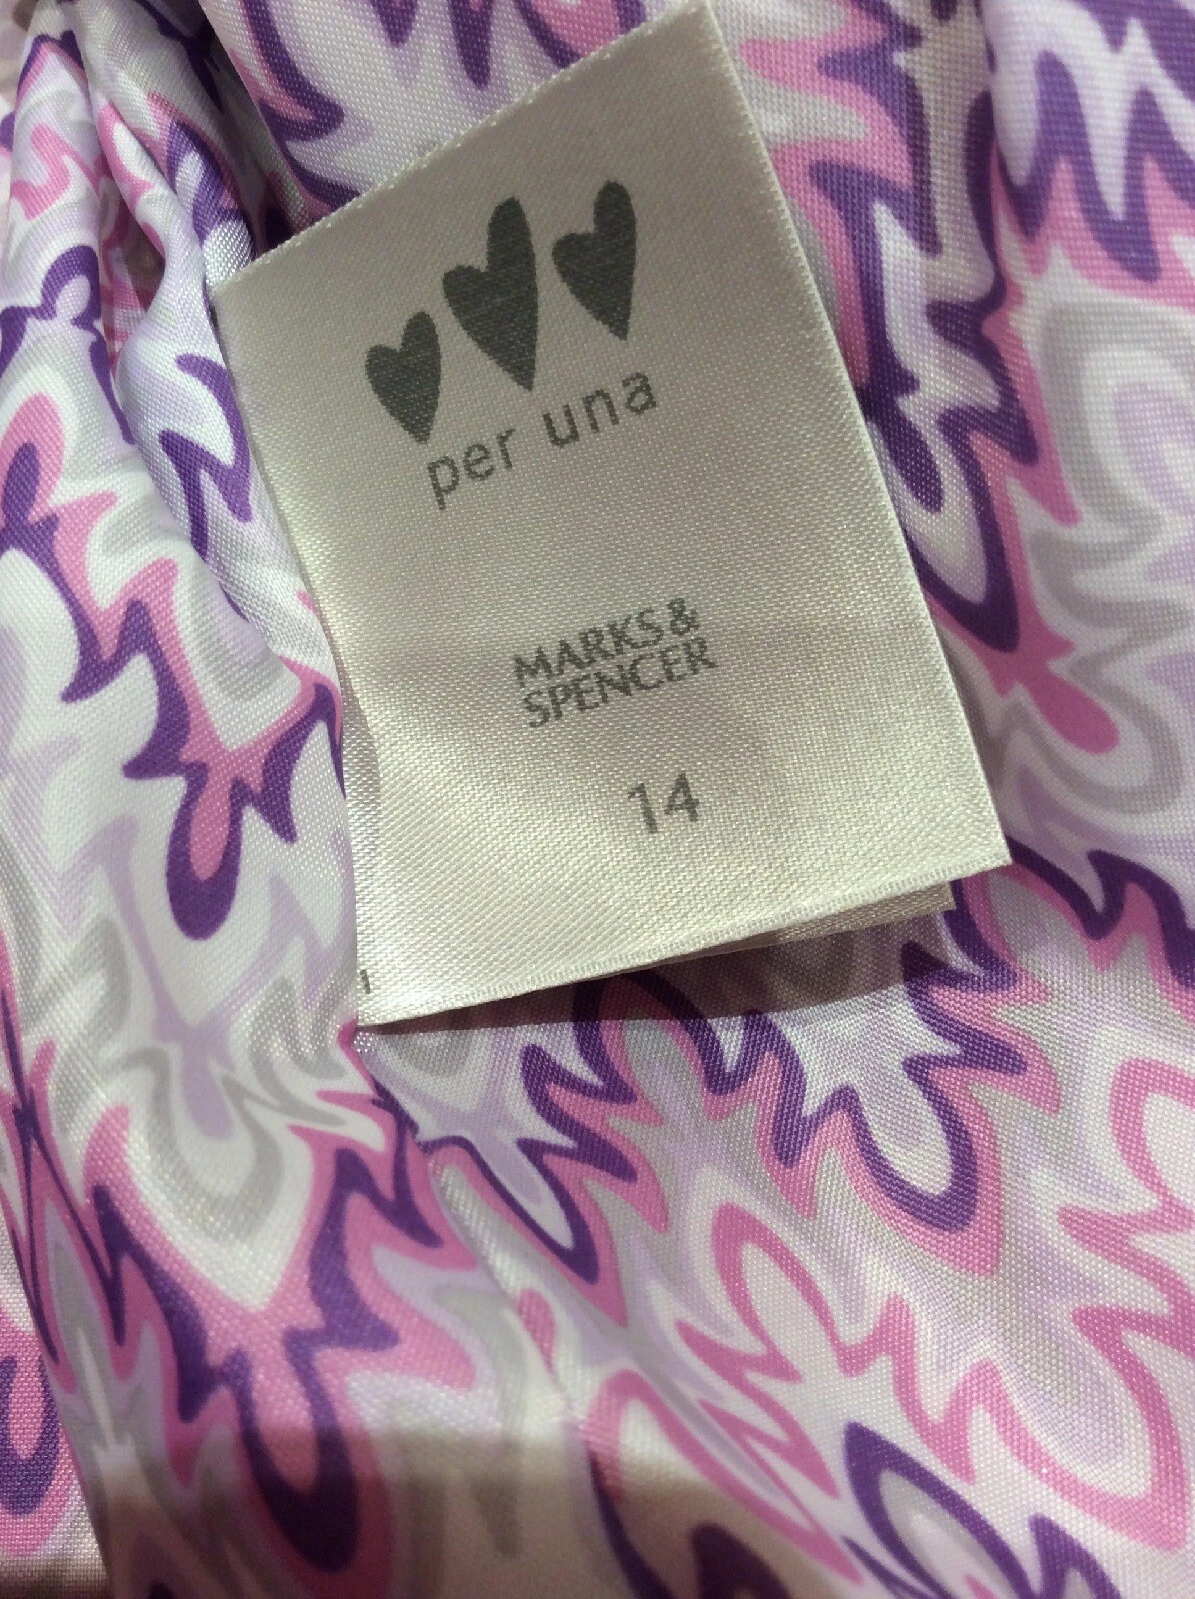 per una
MARKS &
SPENCER
14